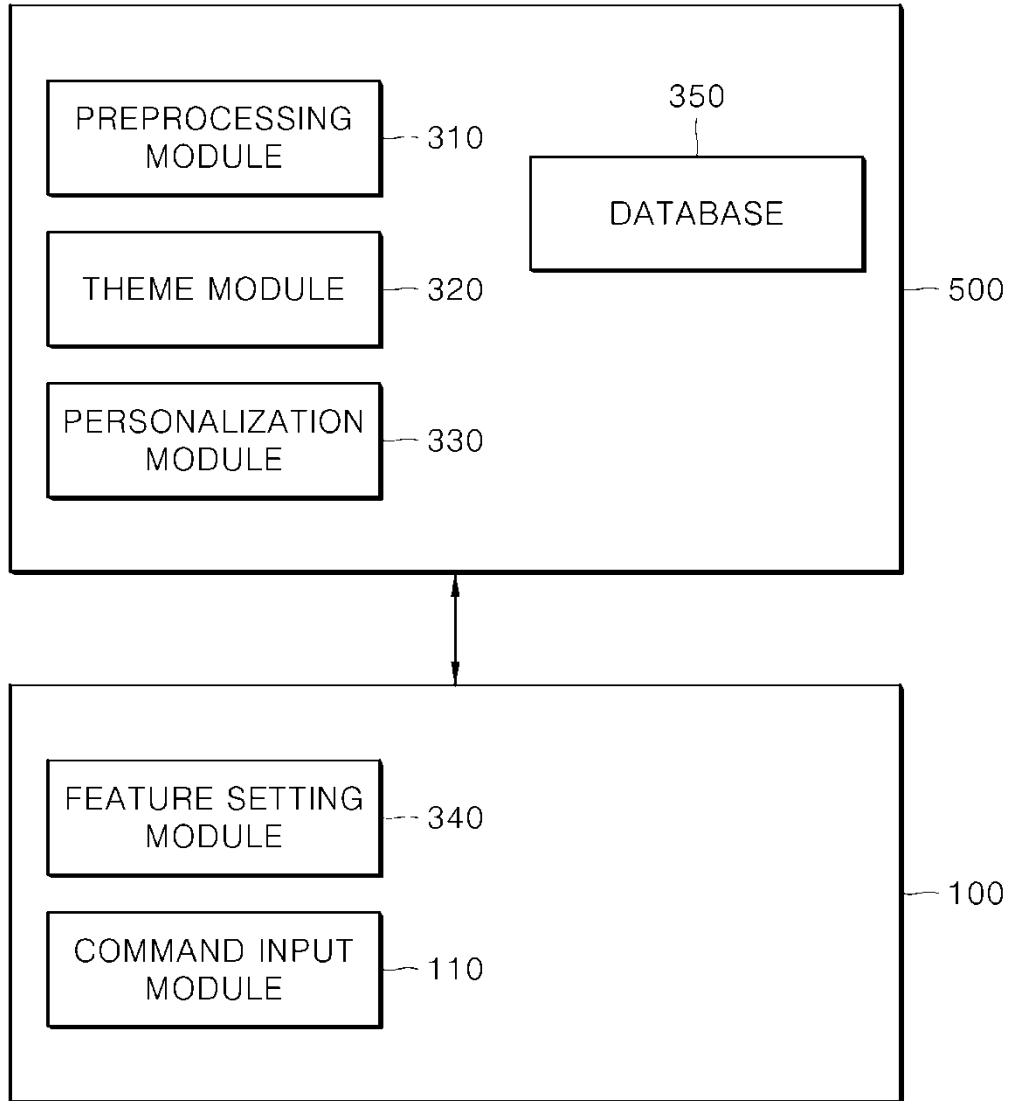 PREPROCESSING
MODULE
310
350
DATABASE
THEME MODULE
320
500
PERSONALIZATION
MODULE
330
FEATURE SETTING
MODULE
340
100
COMMAND INPUT
MODULE
110